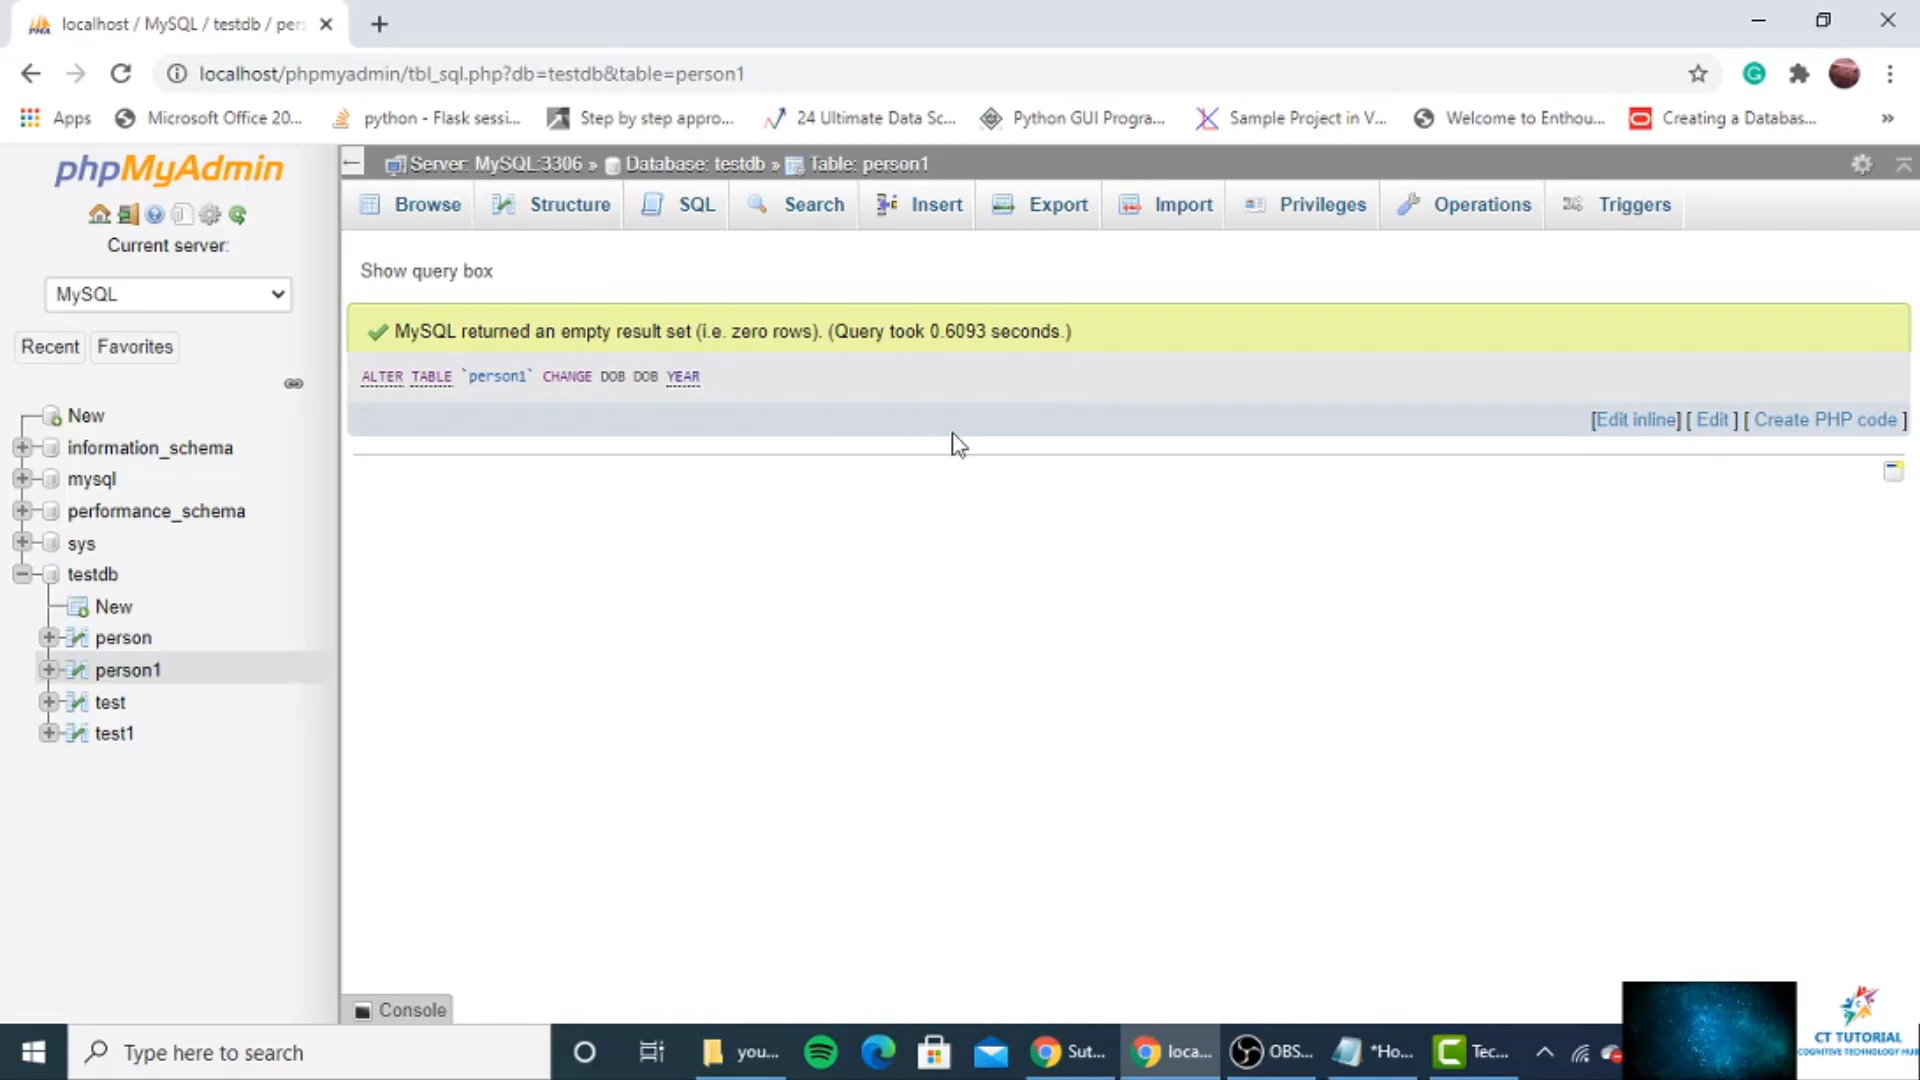 localhost / MySQL / testdb / pers
localhost/phpmyadmin/tbl_sql.php?db=testdb&table=person1
Apps Microsoft Office 20... python - Flask sessi... Step by step appro... 24 Ultimate Data Sc... Python GUI Progra... Sample Project in V... Welcome to Enthou... Creating a Databas... »
phpMyAdmin
Current server:
MySQL
Recent Favorites
New
information_schema
mysql
performance_schema
sys
testdb
New
person
person1
test
test1
Server: MySQL:3306 » Database: testdb » Table: person1
Browse Structure SQL Search Insert Export Import Privileges Operations Triggers
Show query box
MySQL returned an empty result set (i.e. zero rows). (Query took 0.6093 seconds.)
ALTER TABLE `person1` CHANGE DOB DOB YEAR
[Edit inline] [ Edit ] [ Create PHP code ]
Console
Type here to search
you... Sut... loca... OBS... *Ho... Tec...
CT TUTORIAL
COGNITIVE TECHNOLOGY HUB